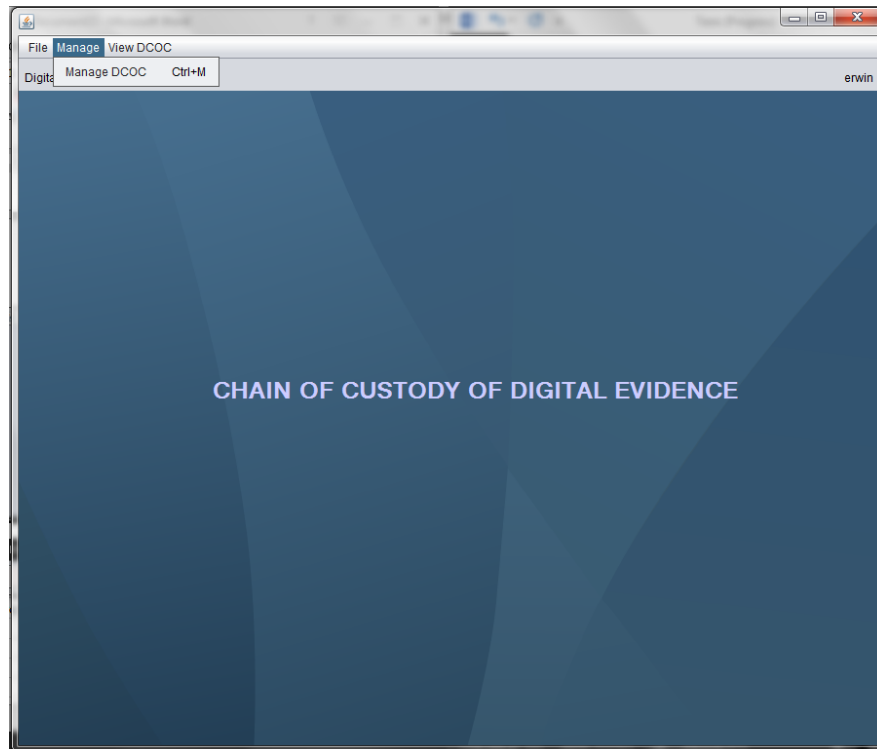 File Manage View DCOC
Manage DCOC Ctrl+M
erwin
CHAIN OF CUSTODY OF DIGITAL EVIDENCE